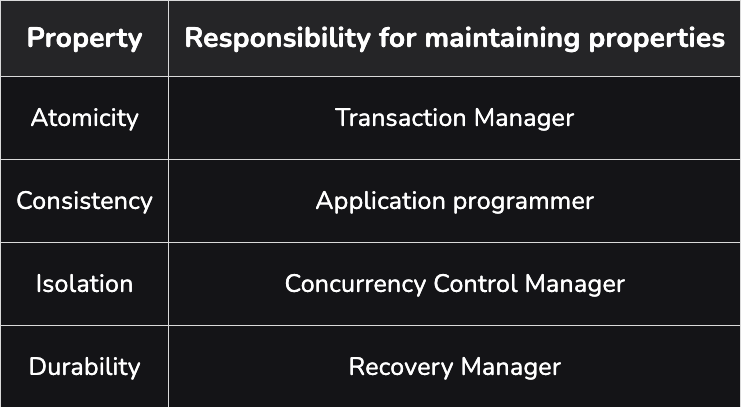 Property Responsibility for maintaining properties
Atomicity Transaction Manager
Consistency Application programmer
Isolation Concurrency Control Manager
Durability Recovery Manager